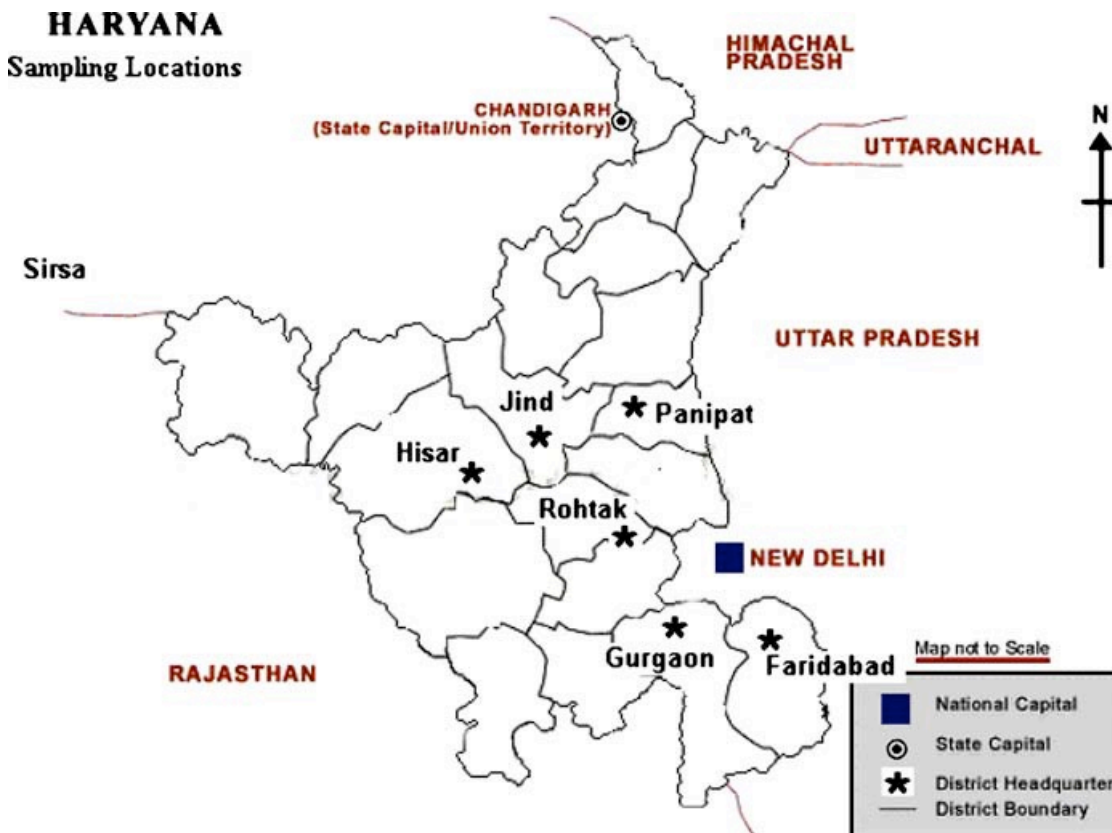 HARYANA
Sampling Locations
HIMACHAL
PRADESH
CHANDIGARH
(State Capital/Union Territory)
UTTARANCHAL
N
Sirsa
UTTAR PRADESH
Jind
Panipat
Hisar
Rohtak
NEW DELHI
Gurgaon
Faridabad
RAJASTHAN
Map not to Scale
National Capital
State Capital
District Headquarter
District Boundary